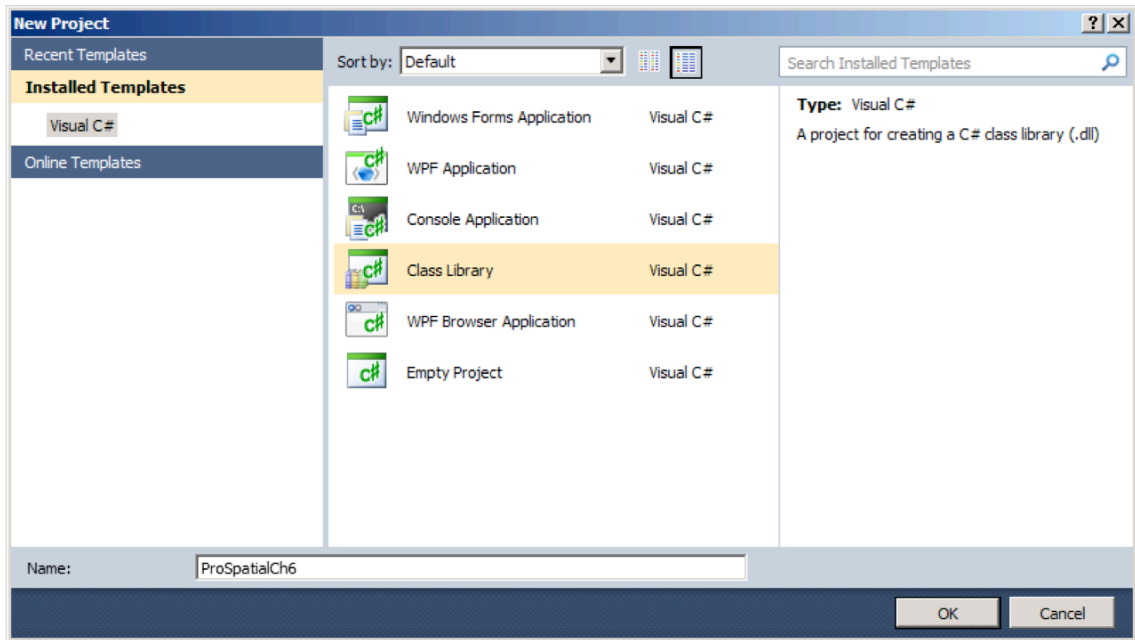 New Project
Recent Templates
Installed Templates
Visual C#
Online Templates
Sort by: Default
Search Installed Templates
Windows Forms Application Visual C#
WPF Application Visual C#
Console Application Visual C#
Class Library Visual C#
WPF Browser Application Visual C#
Empty Project Visual C#
Type: Visual C#
A project for creating a C# class library (.dll)
Name: ProSpatialCh6
OK Cancel